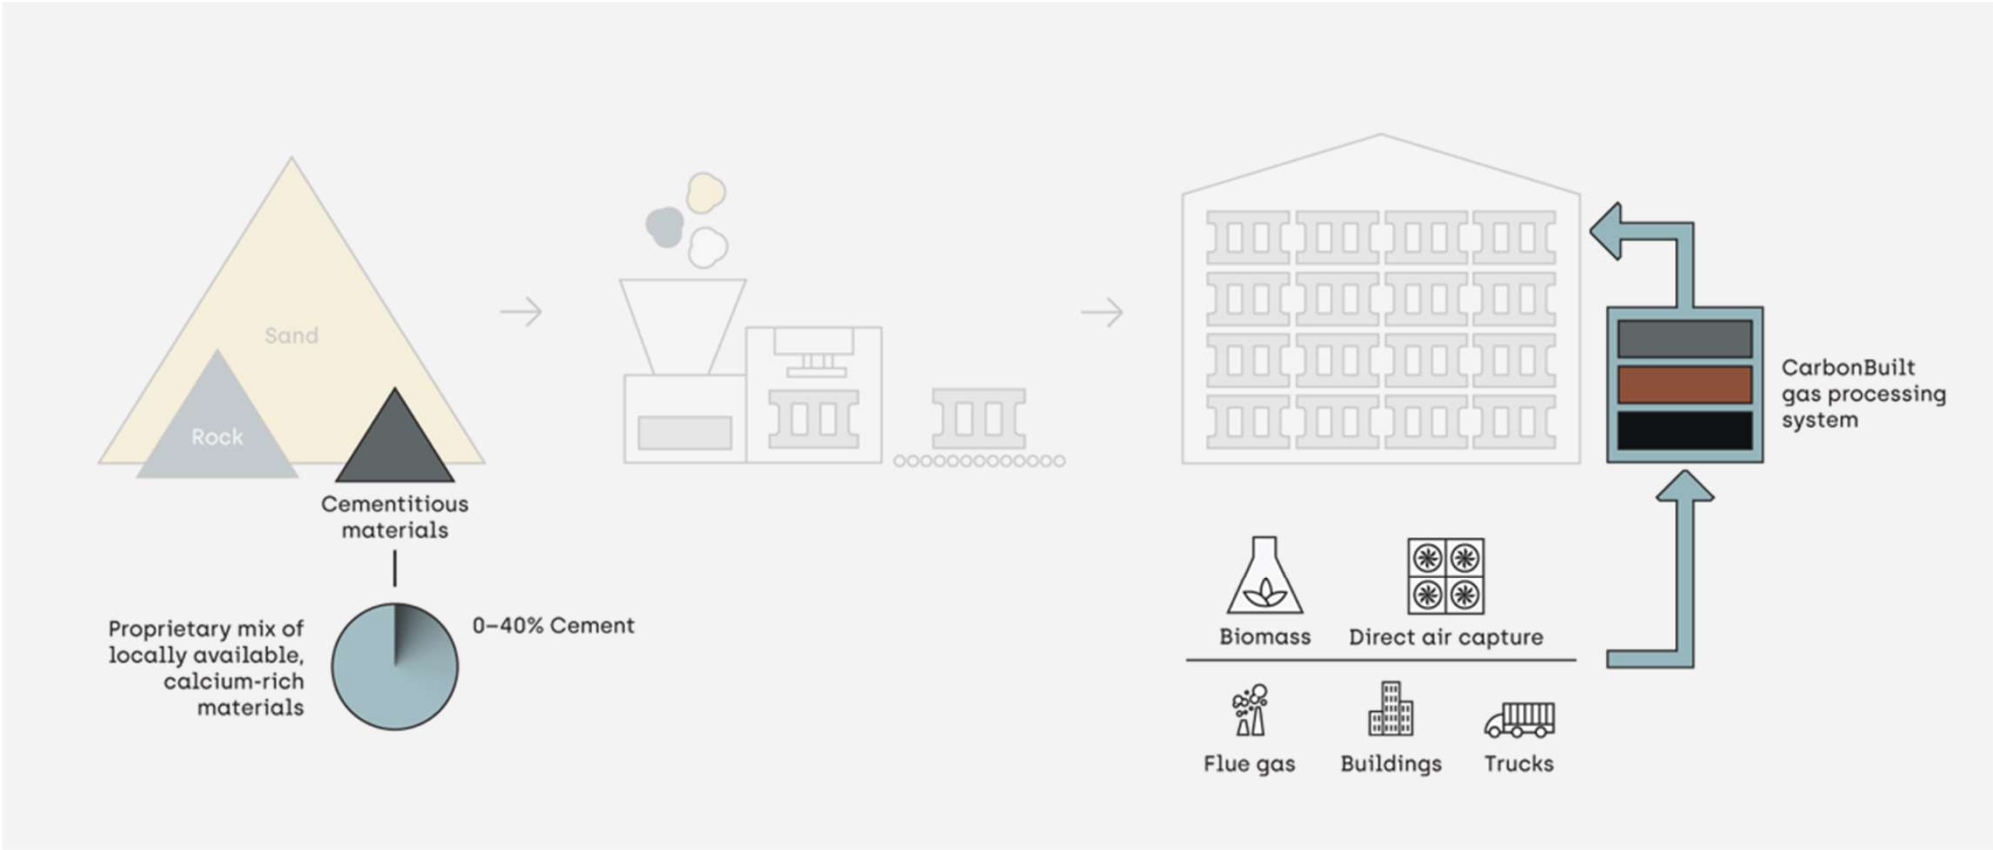 Sand
Rock
Cementitious
materials
Proprietary mix of
locally available,
calcium-rich
materials
0–40% Cement
CarbonBuilt
gas processing
system
Biomass
Direct air capture
Flue gas
Buildings
Trucks